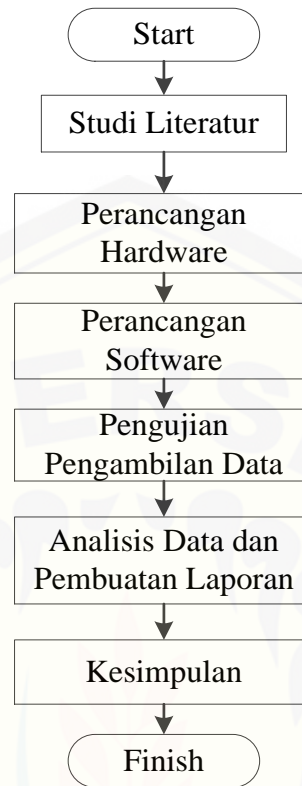 Start
Studi Literatur
Perancangan
Hardware
Perancangan
Software
Pengujian
Pengambilan Data
Analisis Data dan
Pembuatan Laporan
Kesimpulan
Finish